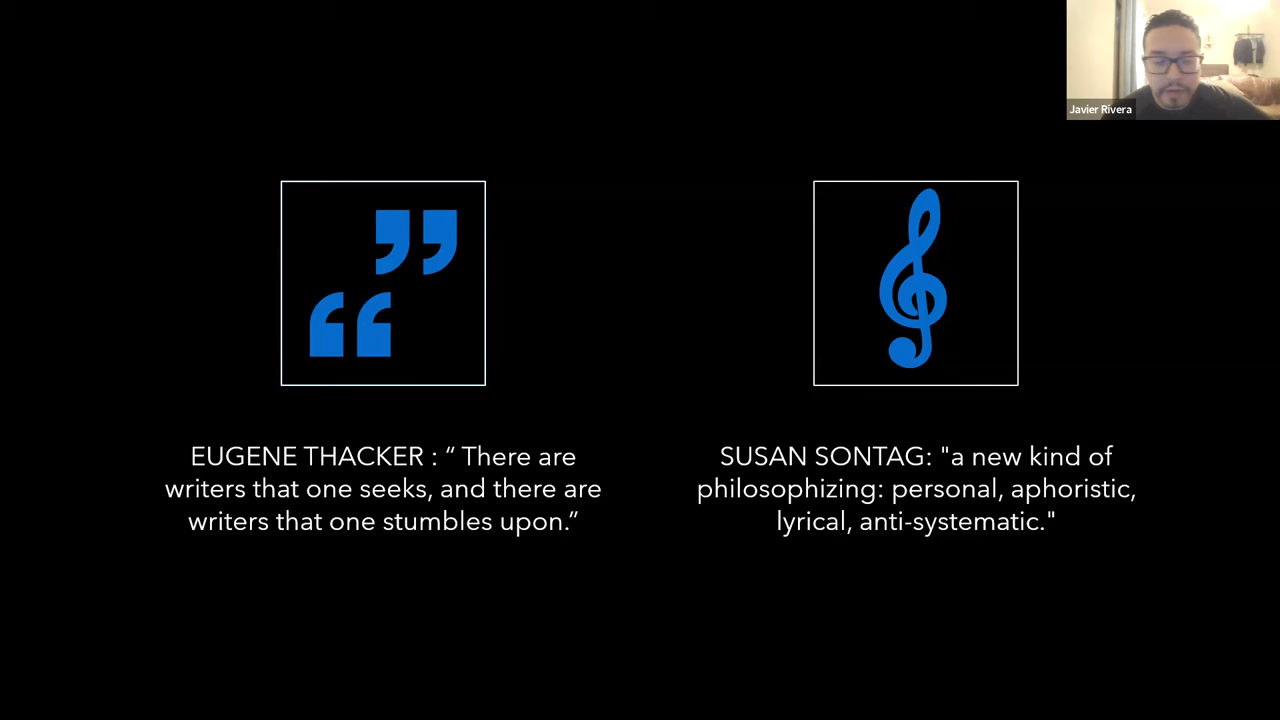 Javier Rivera
EUGENE THACKER : “ There are
writers that one seeks, and there are
writers that one stumbles upon.”
SUSAN SONTAG: "a new kind of
philosophizing: personal, aphoristic,
lyrical, anti-systematic."